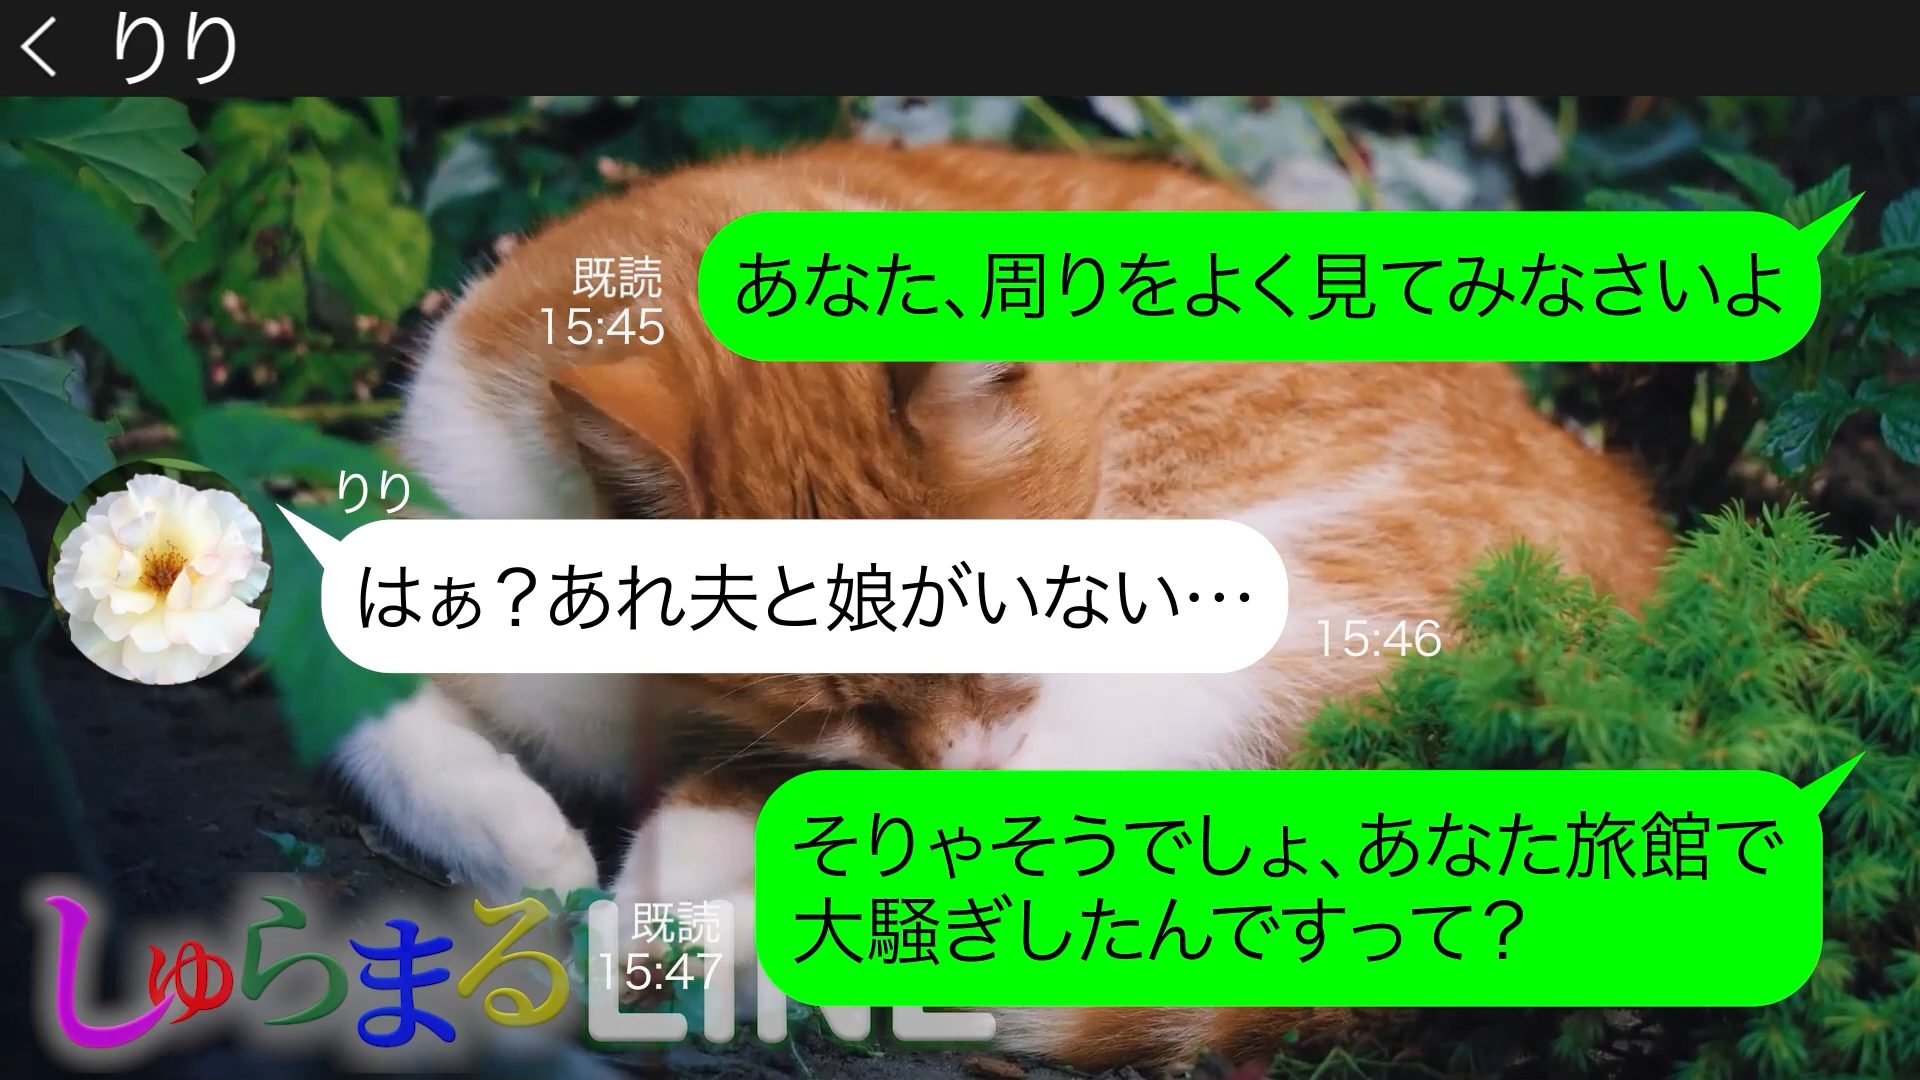 りり
あなた、周りをよく見てみなさいよ
既読
15:45
りり
はぁ？あれ夫と娘がいない…
15:46
そりゃそうでしょ、あなた旅館で
大騒ぎしたんですって？
既読
15:47
しゅらまるLINE